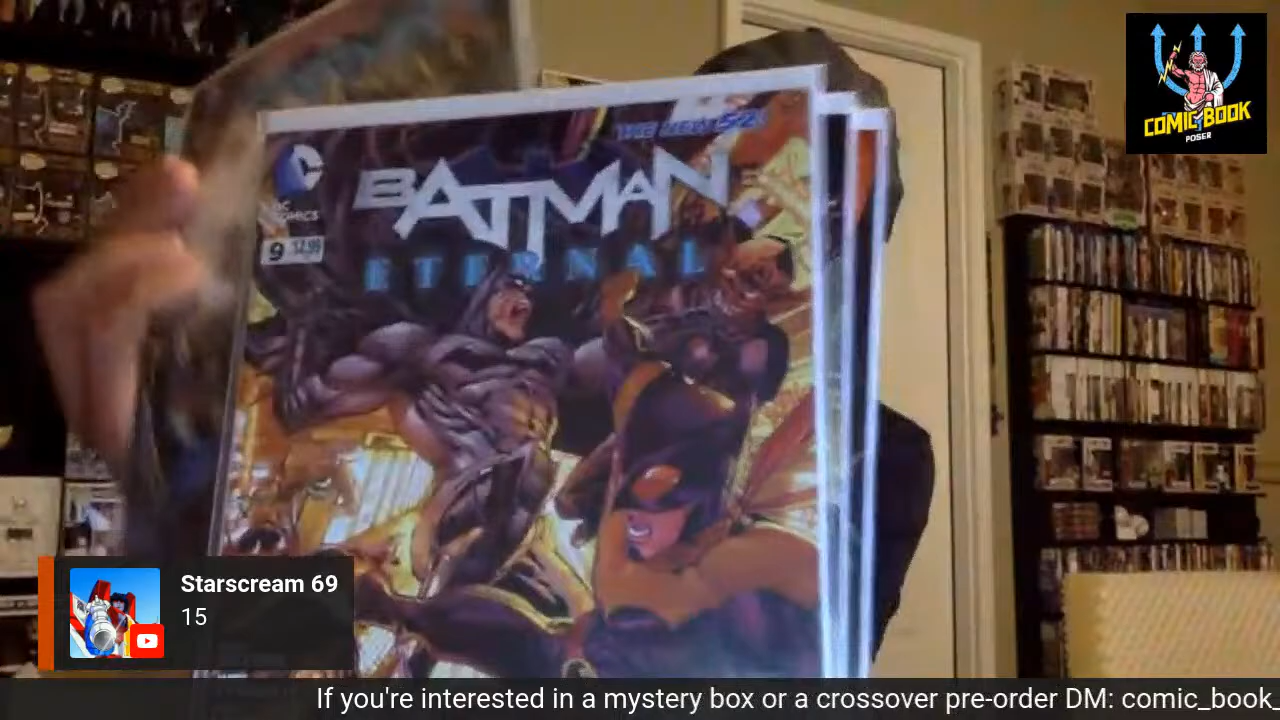 COMIC BOOK
POSER
THE NEW 52!
DC COMICS
BATMAN
ETERNAL
9 $2.99
Starscream 69
15
If you're interested in a mystery box or a crossover pre-order DM: comic_book_